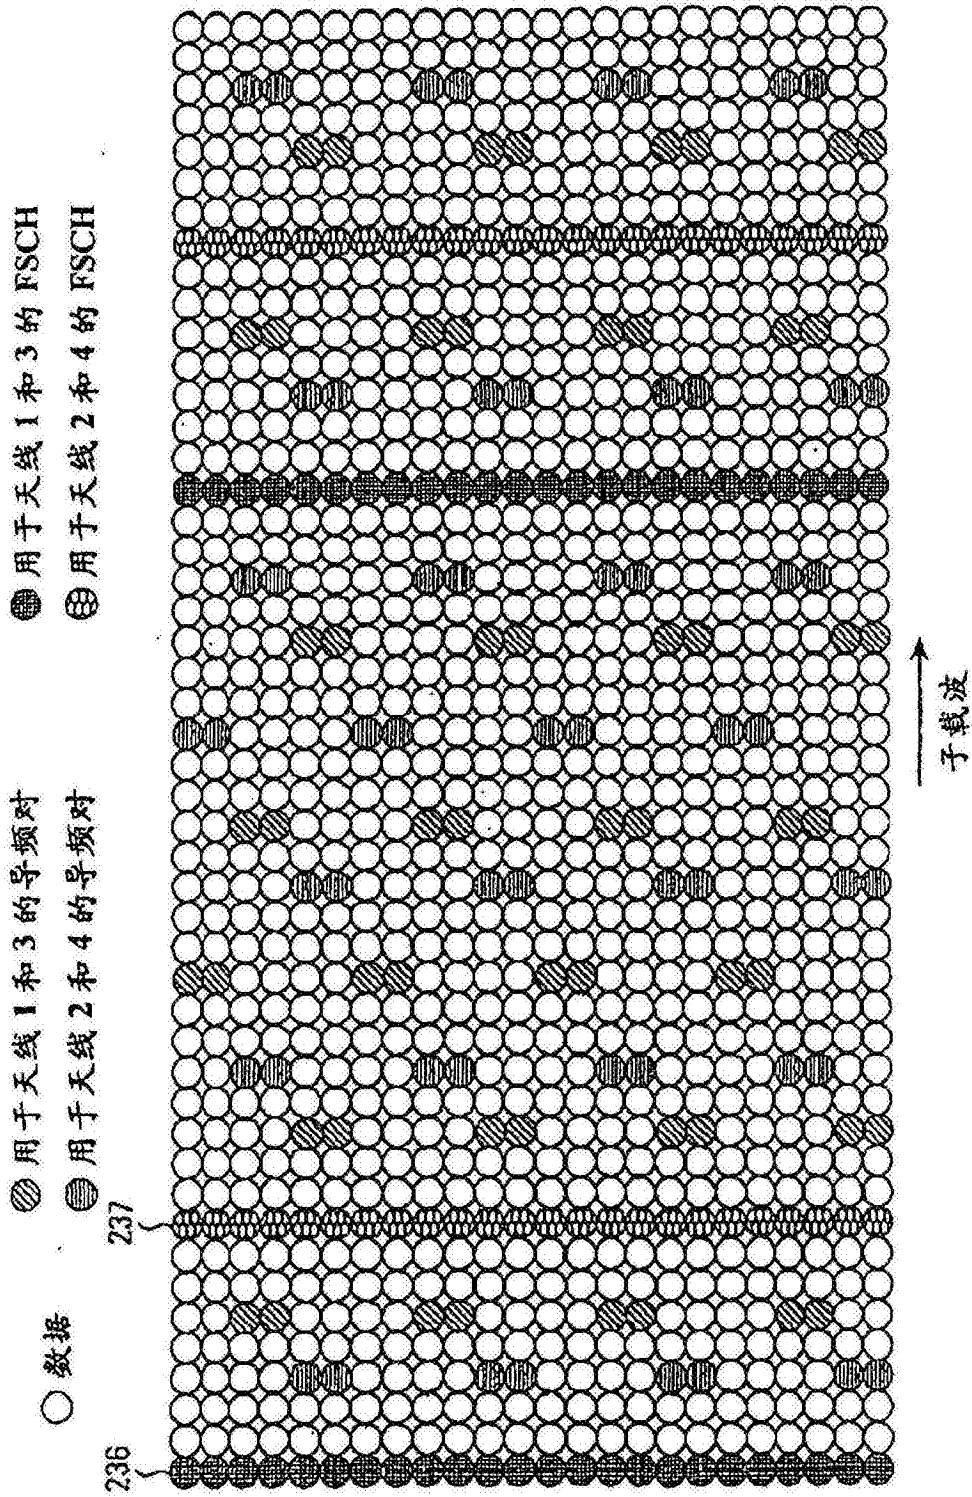 数据
用于天线 1 和 3 的导频对
用于天线 2 和 4 的导频对
用于天线 1 和 3 的 FSCH
用于天线 2 和 4 的 FSCH
236
237
子载波